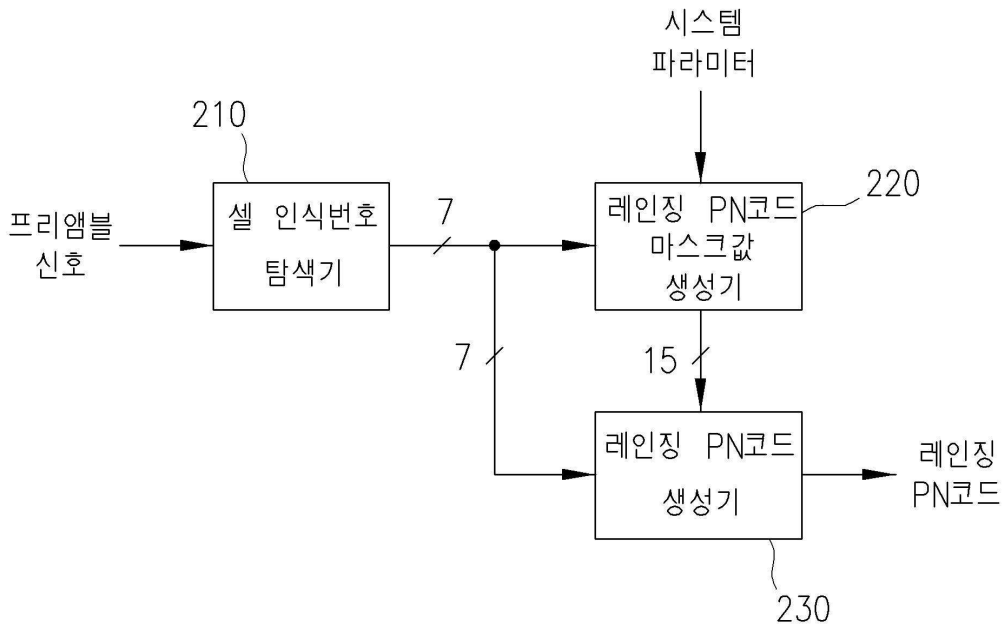 시스템
파라미터
210
220
프리앰블
신호
셀 인식번호
탐색기
7
레인징 PN코드
마스크값
생성기
7
15
레인징 PN코드
생성기
레인징
PN코드
230